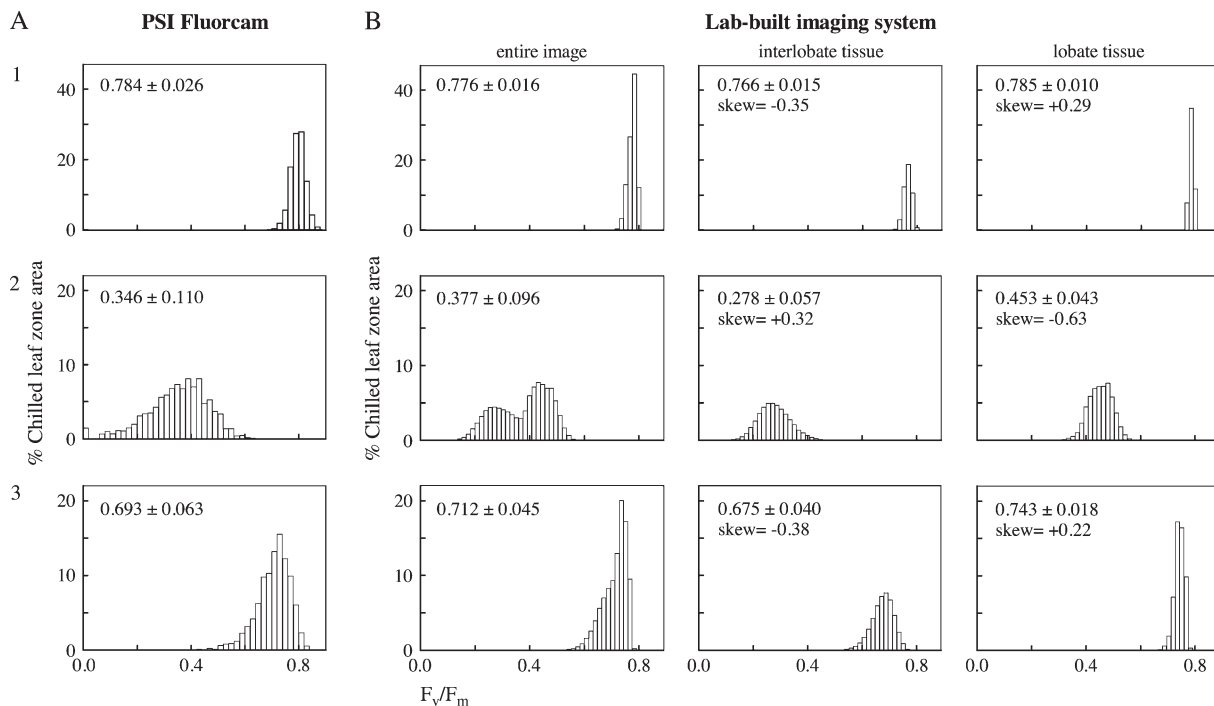 A PSI Fluorcam B Lab-built imaging system
entire image interlobate tissue lobate tissue
1
40
20
0
0.784 ± 0.026
40
20
0
0.776 ± 0.016
0.766 ± 0.015
skew= -0.35
0.785 ± 0.010
skew= +0.29
2
% Chilled leaf zone area
20
10
0
0.346 ± 0.110
% Chilled leaf zone area
20
10
0
0.377 ± 0.096
0.278 ± 0.057
skew= +0.32
0.453 ± 0.043
skew= -0.63
3
20
10
0
0.693 ± 0.063
20
10
0
0.712 ± 0.045
0.675 ± 0.040
skew= -0.38
0.743 ± 0.018
skew= +0.22
0.0 0.4 0.8 0.0 0.4 0.8 0.0 0.4 0.8 0.0 0.4 0.8
Fv/Fm